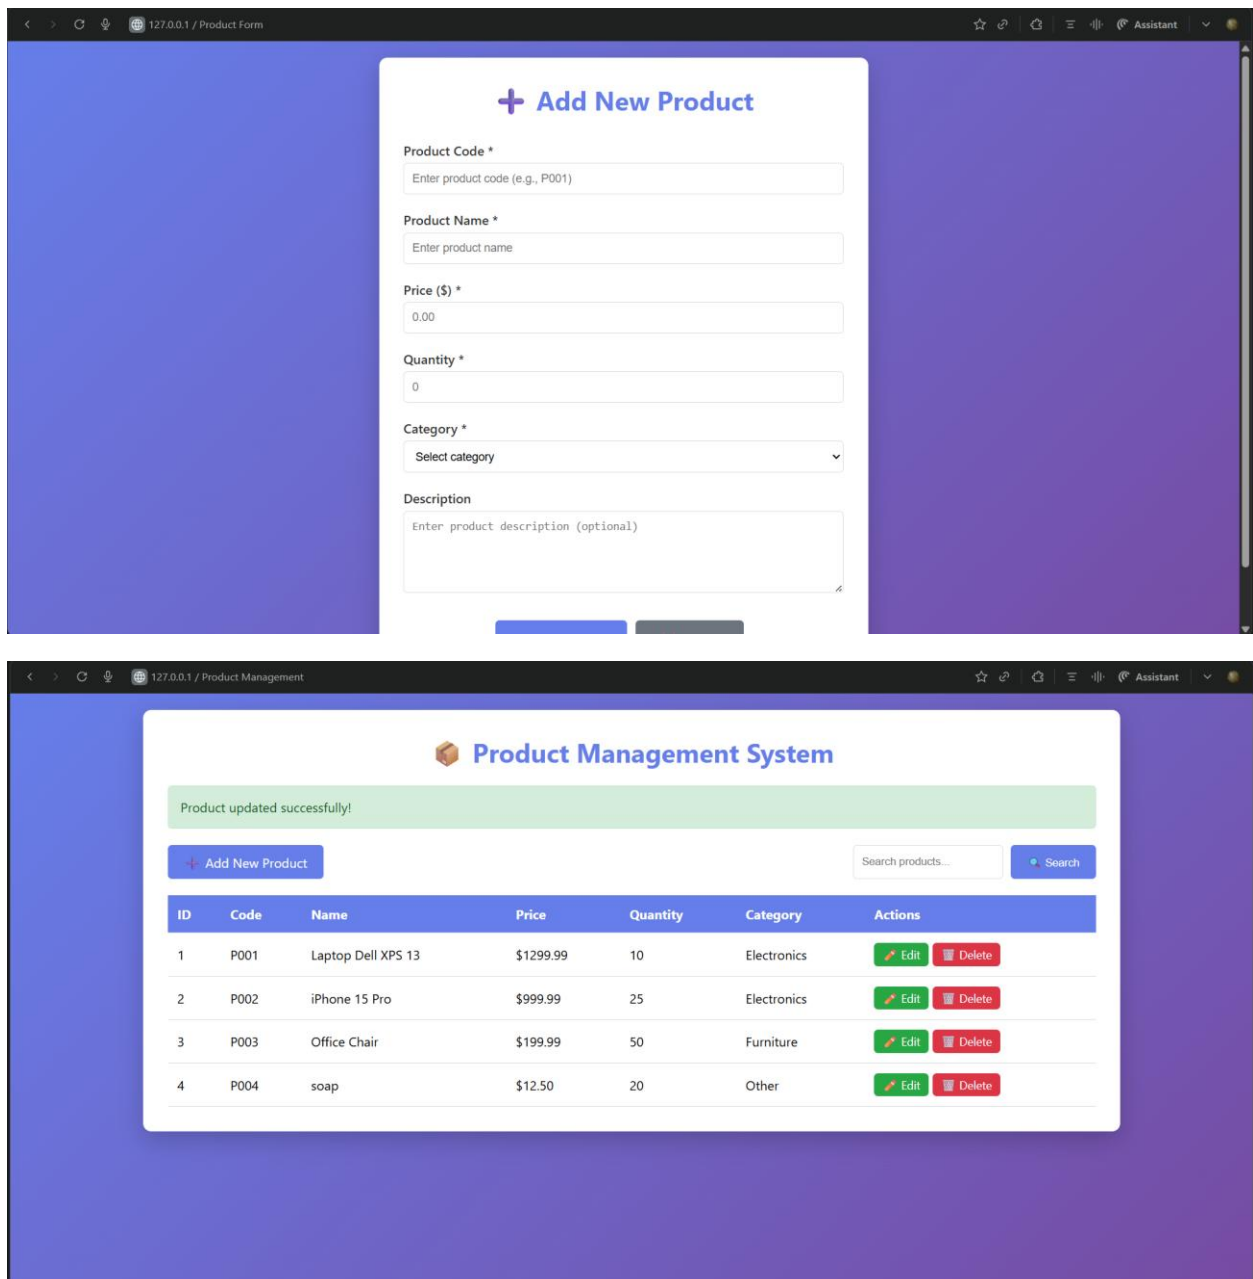 127.0.0.1 / Product Form Assistant
Add New Product
Product Code *
Enter product code (e.g., P001)
Product Name *
Enter product name
Price ($) *
0.00
Quantity *
0
Category *
Select category
Description
Enter product description (optional)
127.0.0.1 / Product Management Assistant
Product Management System
Product updated successfully!
Add New Product Search products... Search
ID Code Name Price Quantity Category Actions
1 P001 Laptop Dell XPS 13 $1299.99 10 Electronics Edit Delete
2 P002 iPhone 15 Pro $999.99 25 Electronics Edit Delete
3 P003 Office Chair $199.99 50 Furniture Edit Delete
4 P004 soap $12.50 20 Other Edit Delete